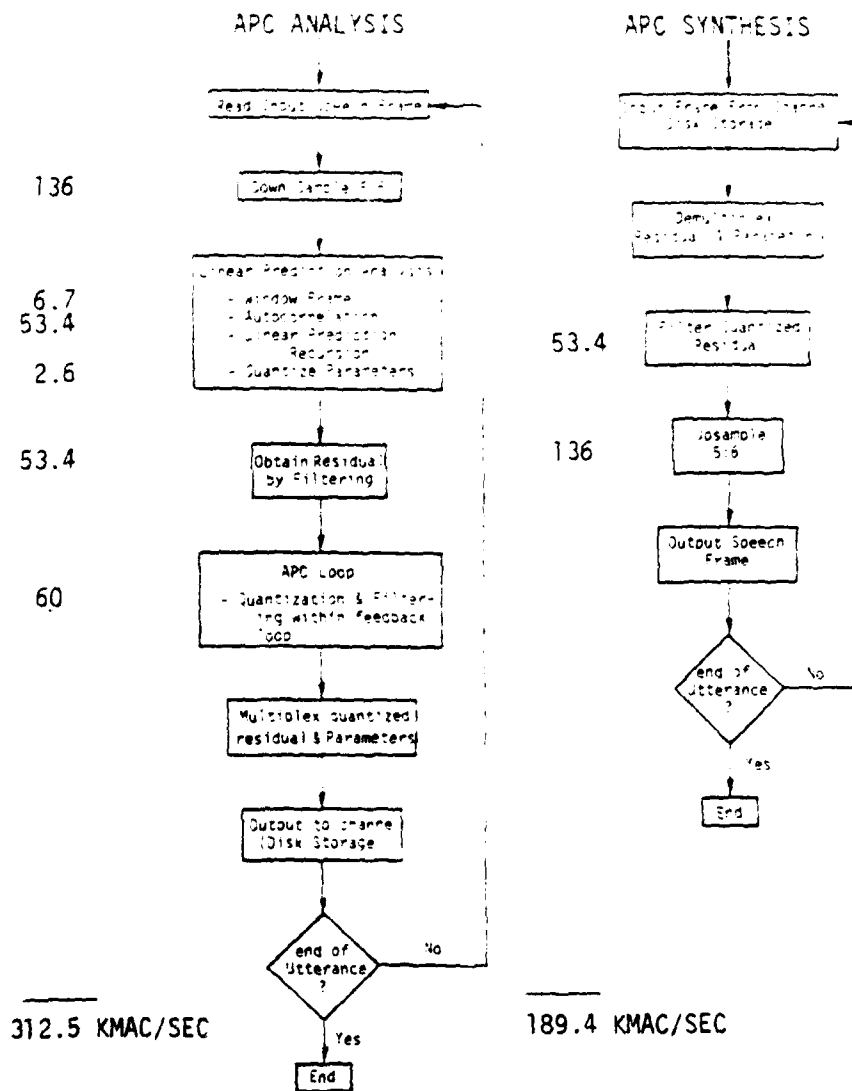 APC ANALYSIS
Read Input Frame
136
Down Sample
Linear Prediction Analysis
6.7
- Window Frame
53.4
- Autocorrelation
- Linear Prediction
Recursion
2.6
- Quantize Parameters
53.4
Obtain Residual
by Filtering
APC Loop
60
- Quantization & Filter-
ing within feedback
loop
Multiplex quantized
residual & Parameters
Output to channe
(Disk Storage
end of
Utterance
?
No
Yes
End
312.5 KMAC/SEC
APC SYNTHESIS
Input Frame From Channe
Disk Storage
Demultiplex
Residual & Parameters
53.4
Filter Quantized
Residual
136
Upsample
5:6
Output Speech
Frame
end of
Utterance
?
No
Yes
End
189.4 KMAC/SEC